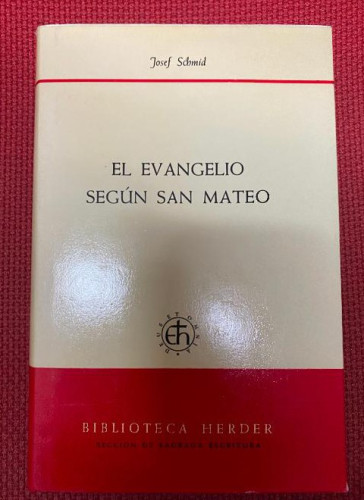 Josef Schmid
EL EVANGELIO
SEGÚN SAN MATEO
BIBLIOTECA HERDER
SECCIÓN DE SAGRADA ESCRITURA